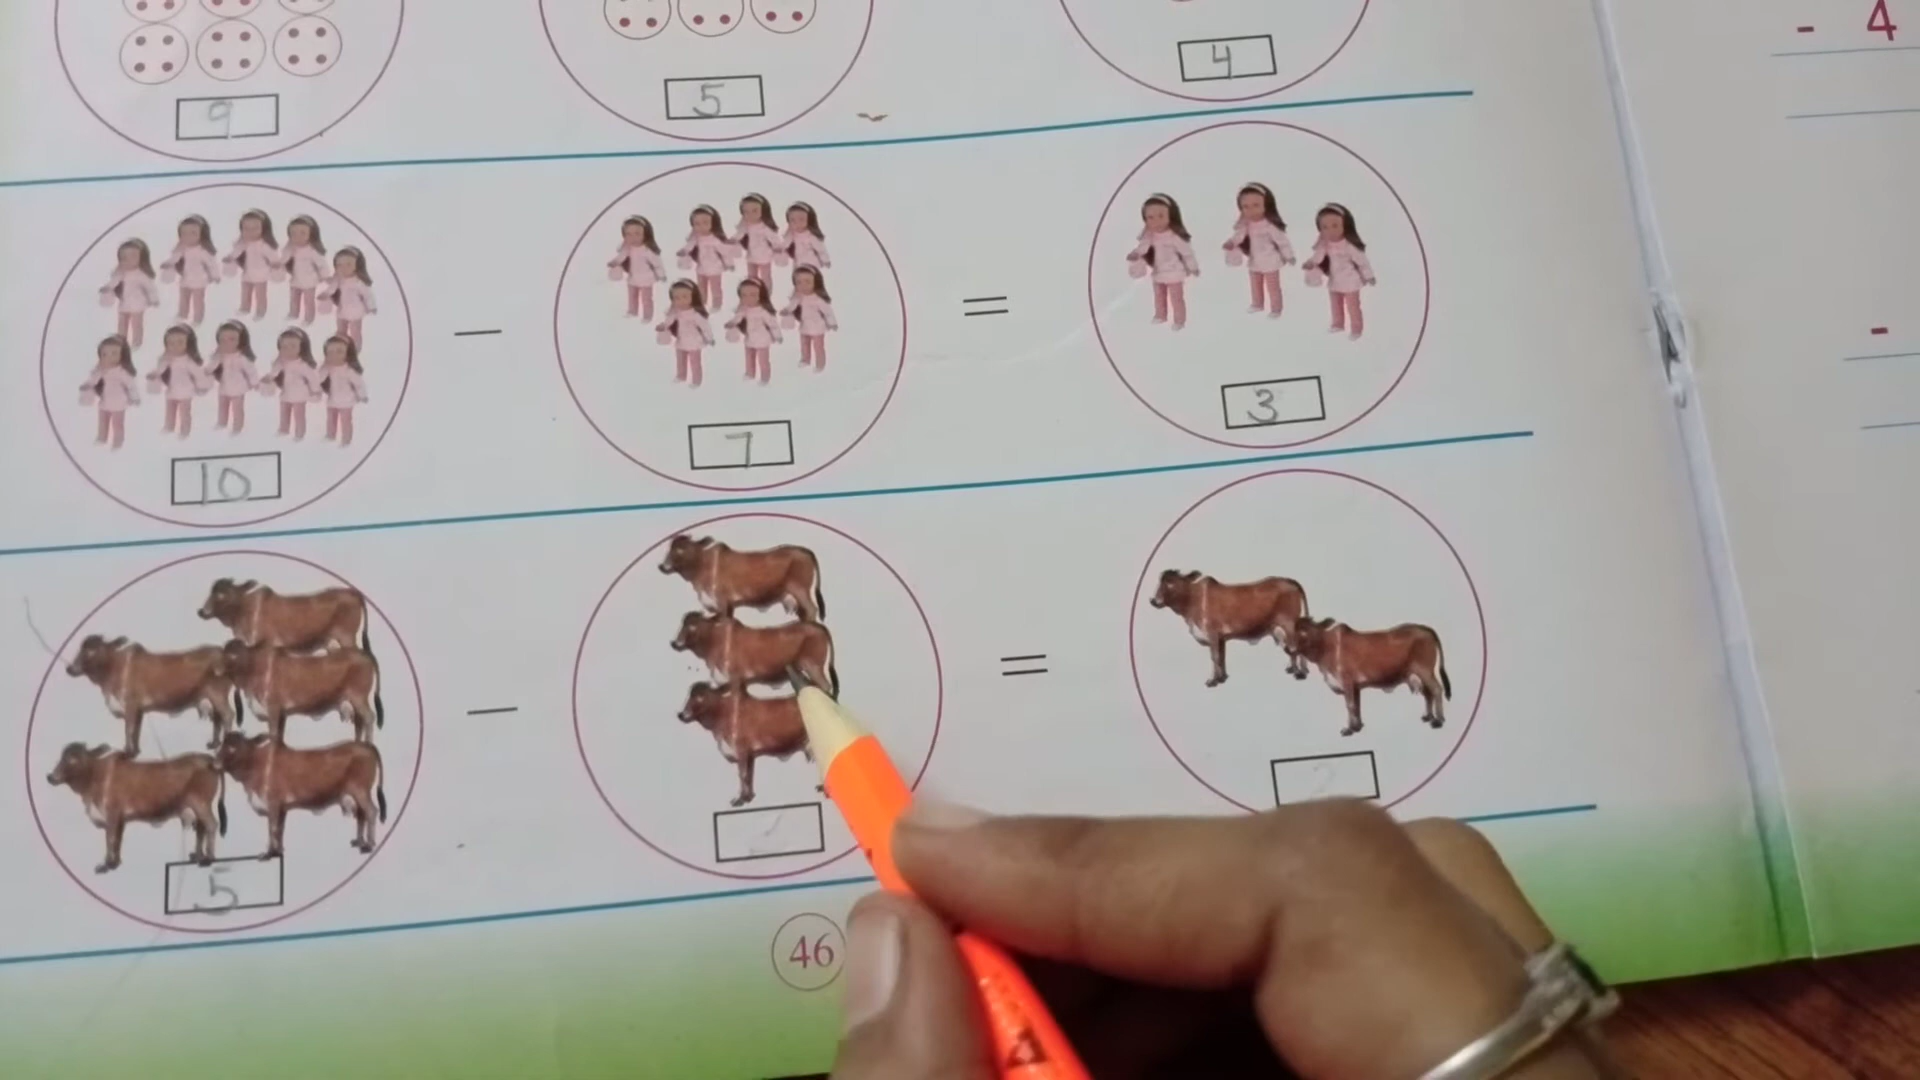 9 5 4
- 4
10 — 7 = 3
-
5 — =
46